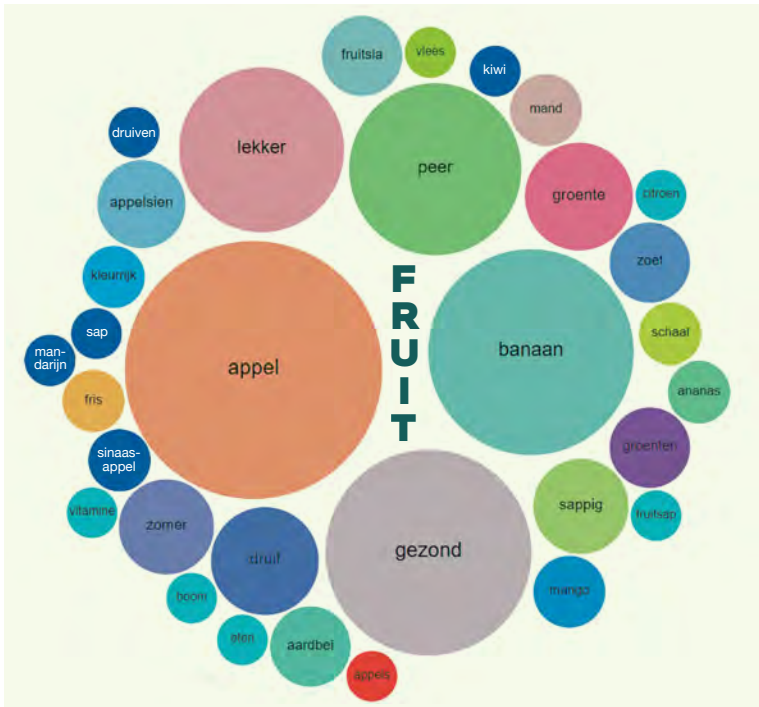 fruitsla
vlees
kiwi
mand
lekker
peer
druiven
appelsien
groente
citroen
zoet
kleurrijk
sap
man-
darijn
fris
appel
FRUIT
banaan
schaal
ananas
groenten
sinaas-
appel
vitamine
zomer
druif
gezond
sappig
fruitsap
boom
eten
aardbei
appels
mango